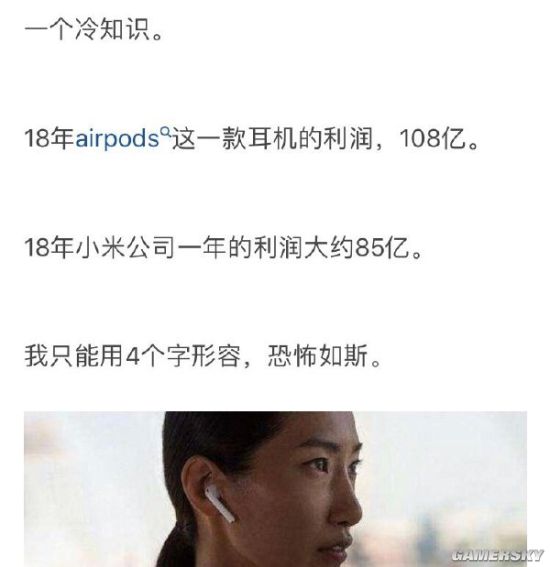 一个冷知识。
18年airpods这一款耳机的利润，108亿。
18年小米公司一年的利润大约85亿。
我只能用4个字形容，恐怖如斯。
GAMERSKY